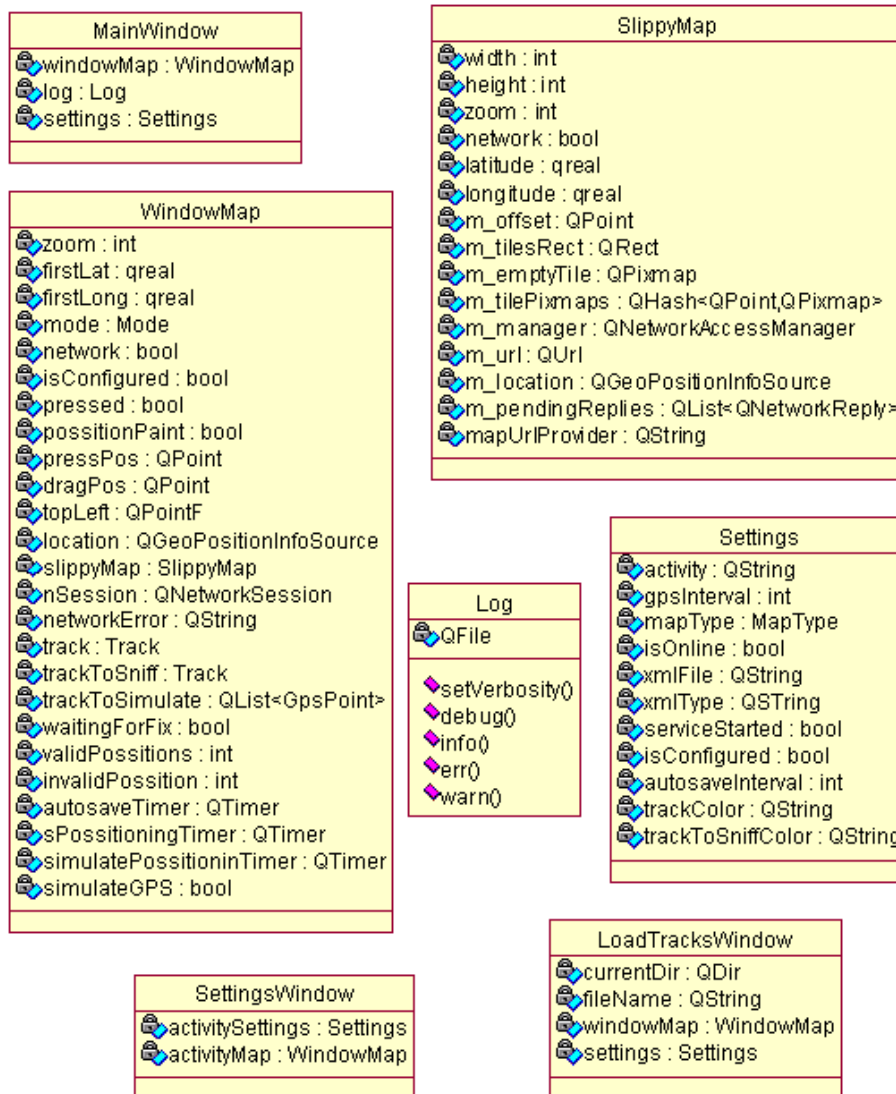 MainWindow
windowMap : WindowMap
log : Log
settings : Settings
SlippyMap
width : int
height : int
zoom : int
network : bool
latitude : qreal
longitude : qreal
m_offset : QPoint
m_tilesRect : QRect
m_emptyTile : QPixmap
m_tilePixmaps : QHash<QPoint,QPixmap>
m_manager : QNetworkAccessManager
m_url : QUrl
m_location : QGeoPositionInfoSource
m_pendingReplies : QList<QNetworkReply>
mapUrlProvider : QString
WindowMap
zoom : int
firstLat : qreal
firstLong : qreal
mode : Mode
network : bool
isConfigured : bool
pressed : bool
possitionPaint : bool
pressPos : QPoint
dragPos : QPoint
topLeft : QPointF
location : QGeoPositionInfoSource
slippyMap : SlippyMap
nSession : QNetworkSession
networkError : QString
track : Track
trackToSniff : Track
trackToSimulate : QList<GpsPoint>
waitingForFix : bool
validPossitions : int
invalidPossition : int
autosaveTimer : QTimer
sPossitioningTimer : QTimer
simulatePossitioninTimer : QTimer
simulateGPS : bool
Log
QFile
setVerbosity()
debug()
info()
err()
warn()
Settings
activity : QString
gpsInterval : int
mapType : MapType
isOnline : bool
xmlFile : QString
xmlType : QSTring
serviceStarted : bool
isConfigured : bool
autosaveInterval : int
trackColor : QString
trackToSniffColor : QString
SettingsWindow
activitySettings : Settings
activityMap : WindowMap
LoadTracksWindow
currentDir : QDir
fileName : QString
windowMap : WindowMap
settings : Settings